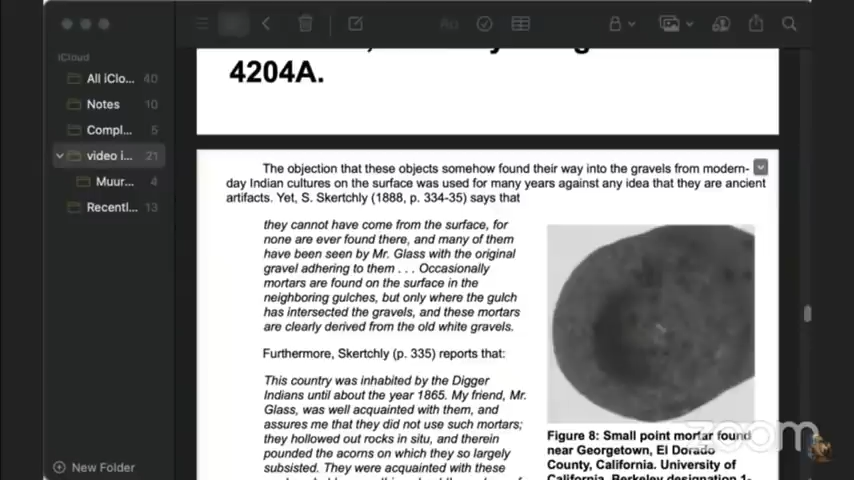 iCloud
All iClo... 40
Notes 10
Compl... 5
video i... 21
Muur... 4
Recentl... 13
New Folder
4204A.
The objection that these objects somehow found their way into the gravels from modern-
day Indian cultures on the surface was used for many years against any idea that they are ancient
artifacts. Yet, S. Skertchly (1888, p. 334-35) says that
they cannot have come from the surface, for
none are ever found there, and many of them
have been seen by Mr. Glass with the original
gravel adhering to them . . . Occasionally
mortars are found on the surface in the
neighboring gulches, but only where the gulch
has intersected the gravels, and these mortars
are clearly derived from the old white gravels.
Furthermore, Skertchly (p. 335) reports that:
This country was inhabited by the Digger
Indians until about the year 1865. My friend, Mr.
Glass, was well acquainted with them, and
assures me that they did not use such mortars;
they hollowed out rocks in situ, and therein
pounded the acorns on which they so largely
subsisted. They were acquainted with these
Figure 8: Small point mortar found
near Georgetown, El Dorado
County, California. University of
California, Berkeley designation 1-
zoom